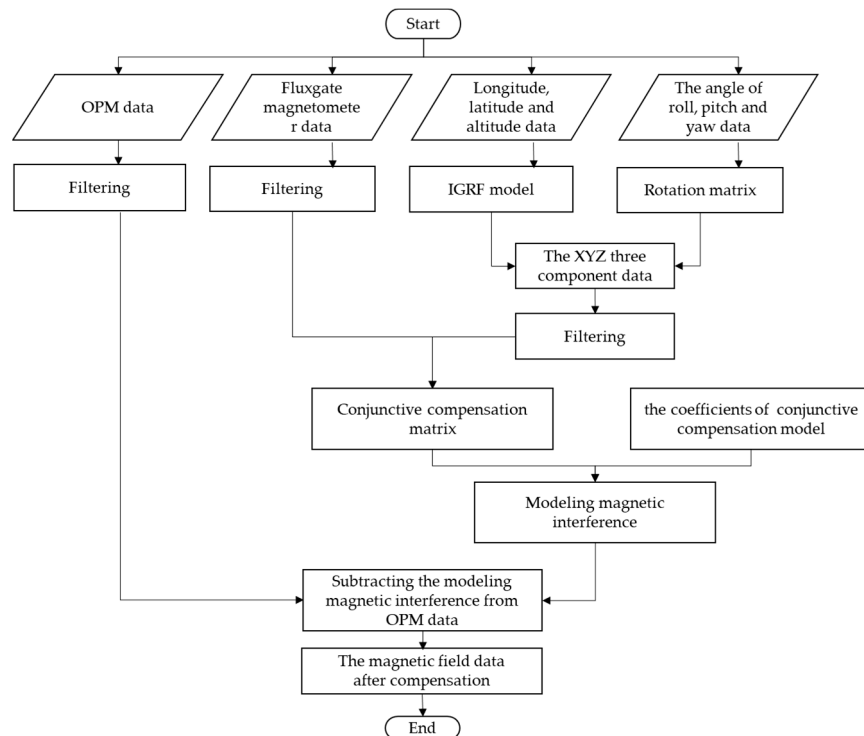 Start
OPM data
Fluxgate
magnetomete
r data
Longitude,
latitude and
altitude data
The angle of
roll, pitch and
yaw data
Filtering
Filtering
IGRF model
Rotation matrix
The XYZ three
component data
Filtering
Conjunctive compensation
matrix
the coefficients of conjunctive
compensation model
Modeling magnetic
interference
Subtracting the modeling
magnetic interference from
OPM data
The magnetic field data
after compensation
End